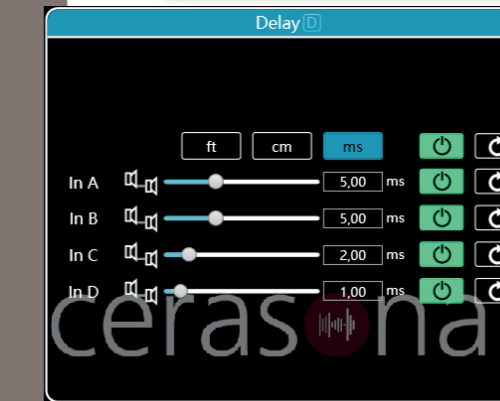 Delay D
ft cm ms
In A 5,00 ms
In B 5,00 ms
In C 2,00 ms
In D 1,00 ms
cerasona